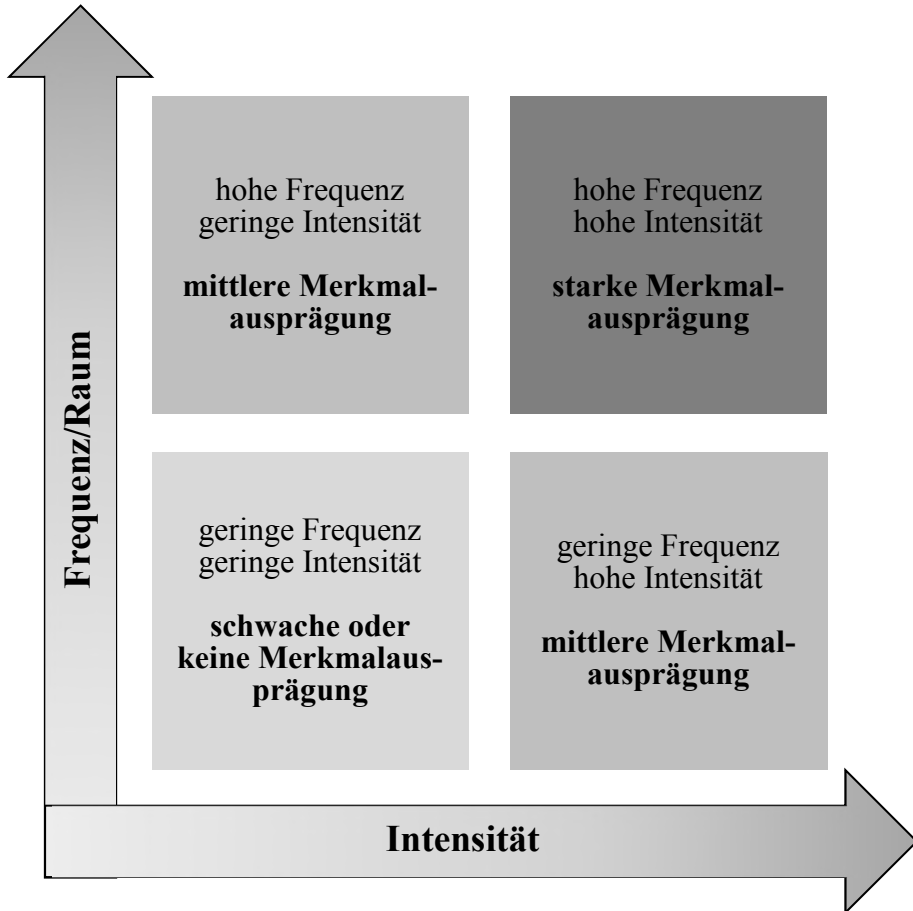 Frequenz/Raum
hohe Frequenz
geringe Intensität
mittlere Merkmal-
ausprägung
hohe Frequenz
hohe Intensität
starke Merkmal-
ausprägung
geringe Frequenz
geringe Intensität
schwache oder
keine Merkmalaus-
prägung
geringe Frequenz
hohe Intensität
mittlere Merkmal-
ausprägung
Intensität